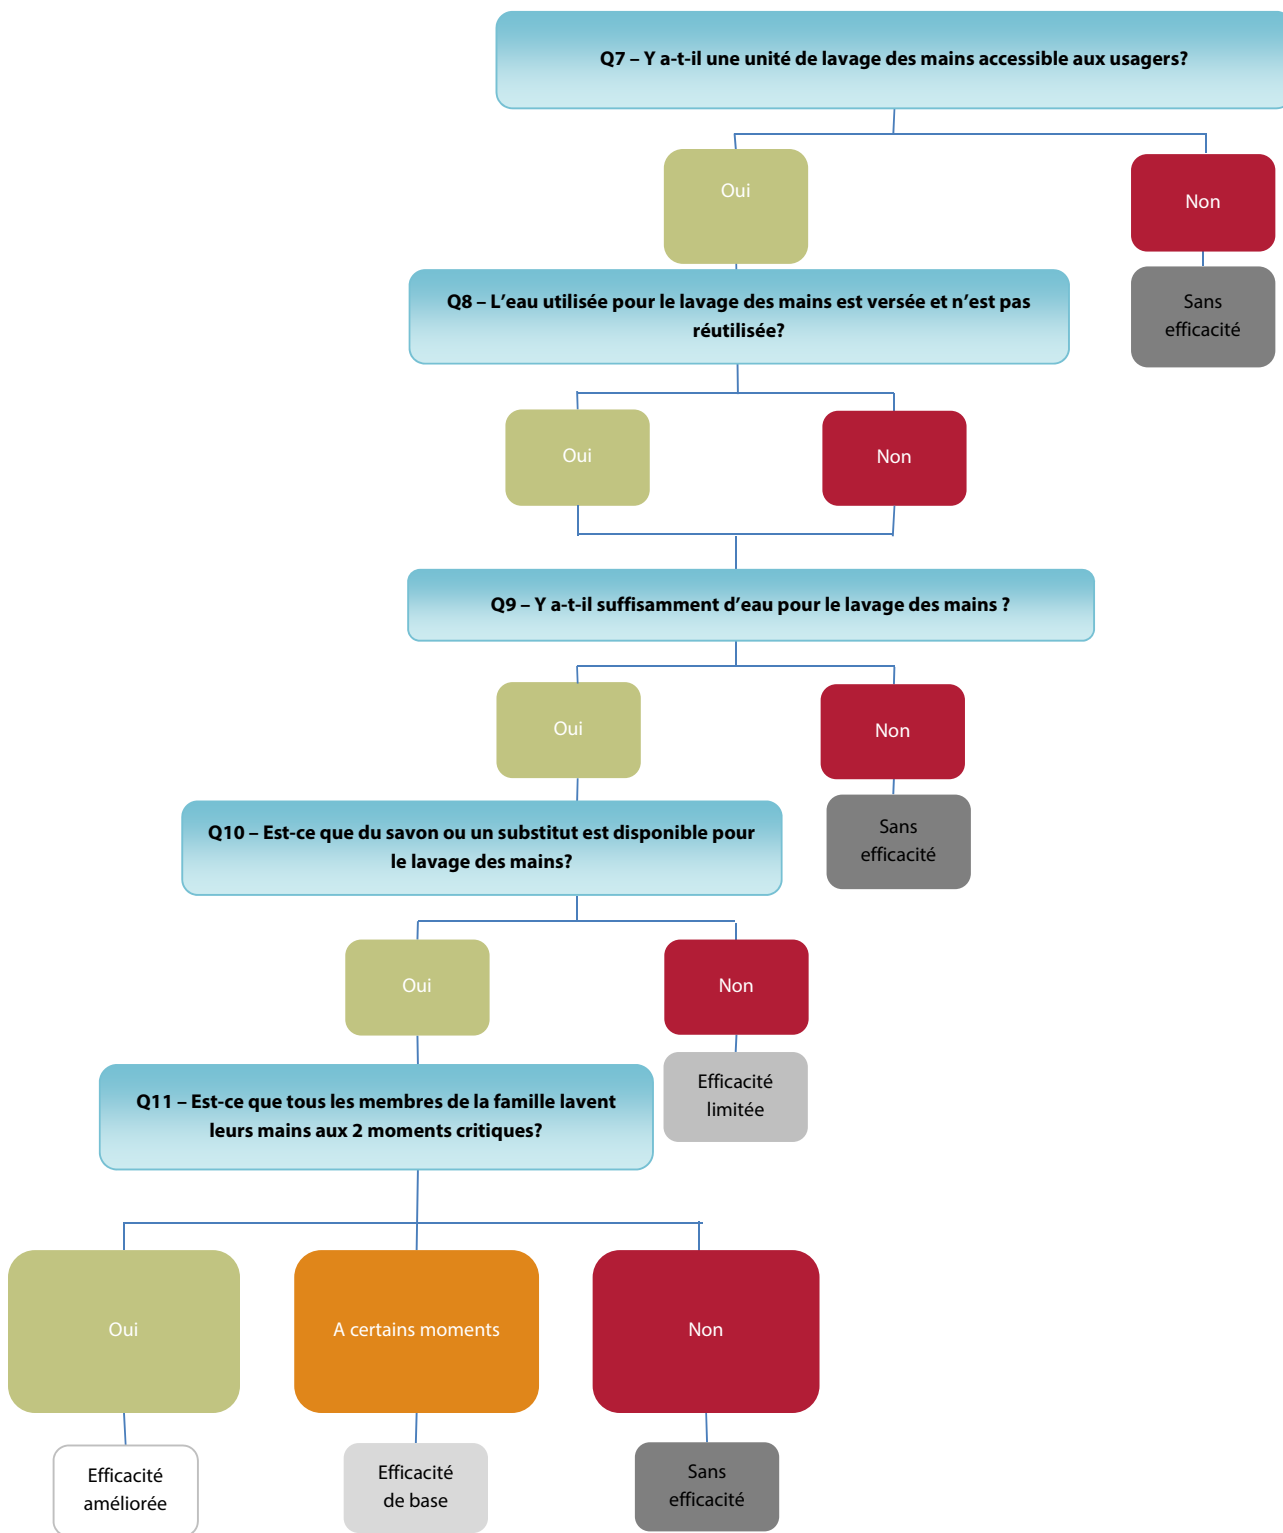 Q7 – Y a-t-il une unité de lavage des mains accessible aux usagers?
Oui
Non
Q8 – L’eau utilisée pour le lavage des mains est versée et n’est pas
réutilisée?
Sans
efficacité
Oui
Non
Q9 – Y a-t-il suffisamment d’eau pour le lavage des mains ?
Oui
Non
Q10 – Est-ce que du savon ou un substitut est disponible pour
le lavage des mains?
Sans
efficacité
Oui
Non
Q11 – Est-ce que tous les membres de la famille lavent
leurs mains aux 2 moments critiques?
Efficacité
limitée
Oui
A certains moments
Non
Efficacité
améliorée
Efficacité
de base
Sans
efficacité